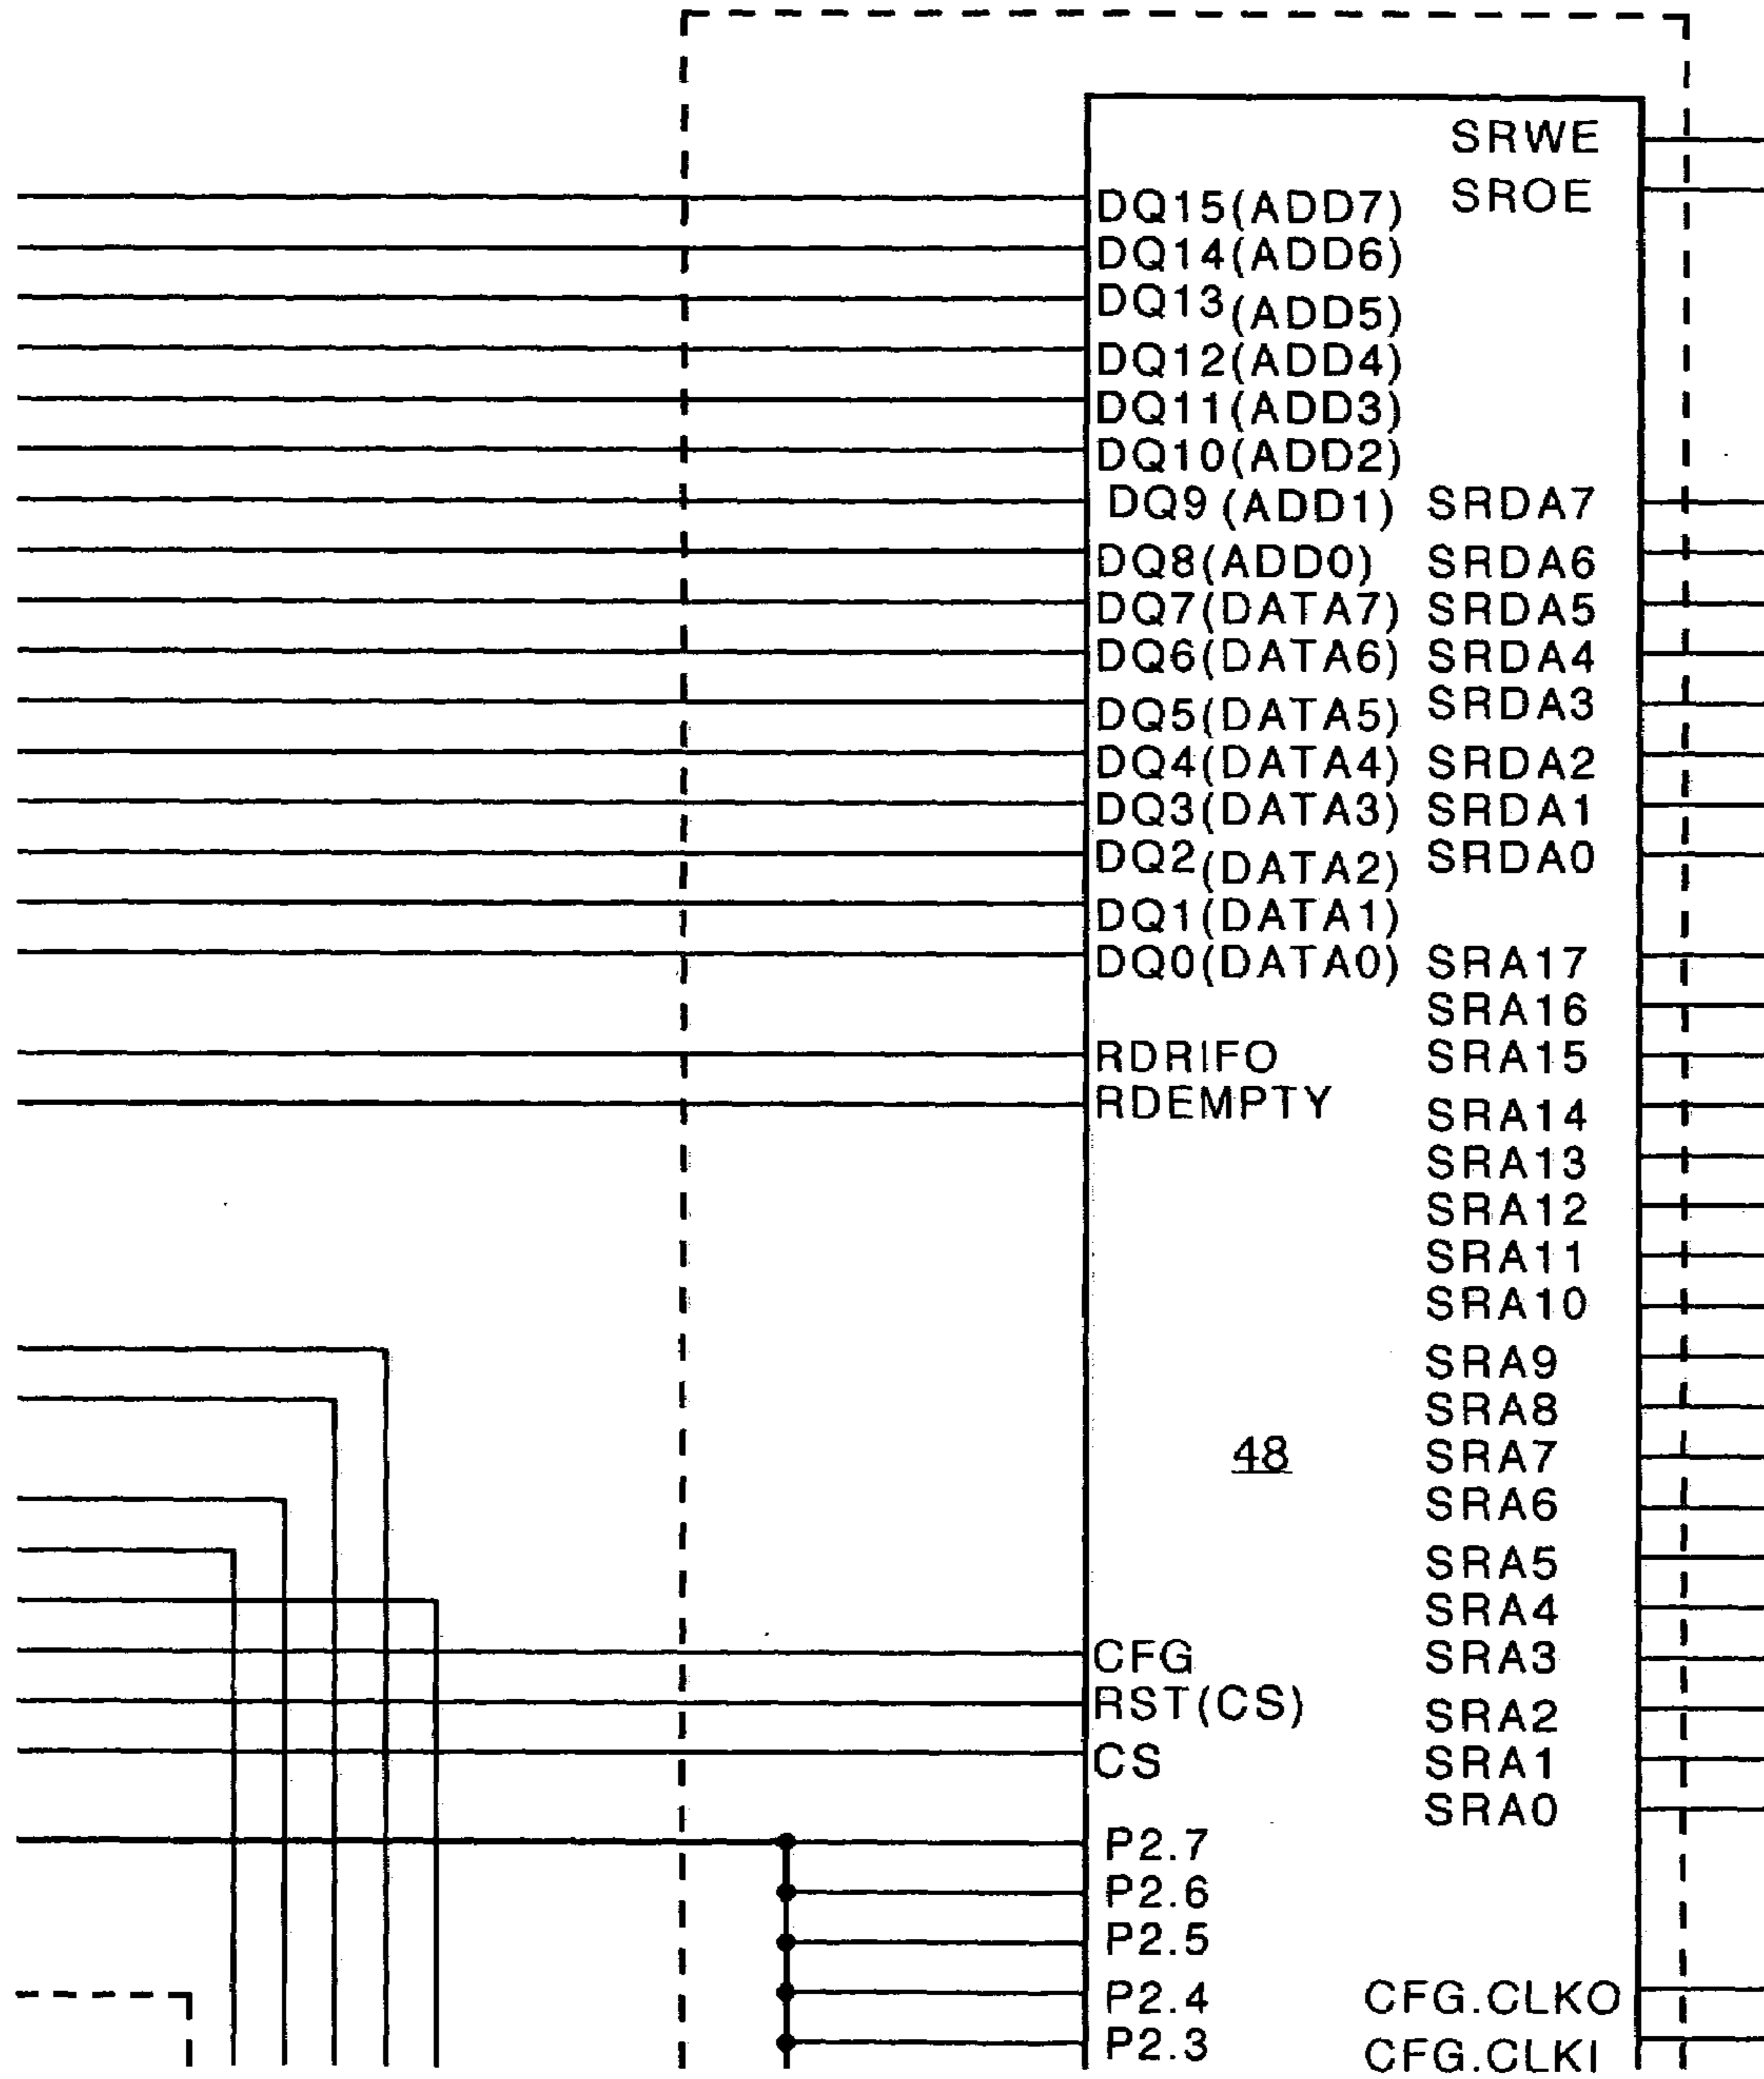 SRWE
DQ15(ADD7) SROE
DQ14(ADD6)
DQ13(ADD5)
DQ12(ADD4)
DQ11(ADD3)
DQ10(ADD2)
DQ9(ADD1) SRDA7
DQ8(ADD0) SRDA6
DQ7(DATA7) SRDA5
DQ6(DATA6) SRDA4
DQ5(DATA5) SRDA3
DQ4(DATA4) SRDA2
DQ3(DATA3) SRDA1
DQ2(DATA2) SRDA0
DQ1(DATA1)
DQ0(DATA0) SRA17
SRA16
RDRIFO SRA15
RDEMPTY SRA14
SRA13
SRA12
SRA11
SRA10
SRA9
SRA8
48 SRA7
SRA6
SRA5
SRA4
CFG SRA3
RST(CS) SRA2
CS SRA1
SRA0
P2.7
P2.6
P2.5
P2.4 CFG.CLKO
P2.3 CFG.CLKI